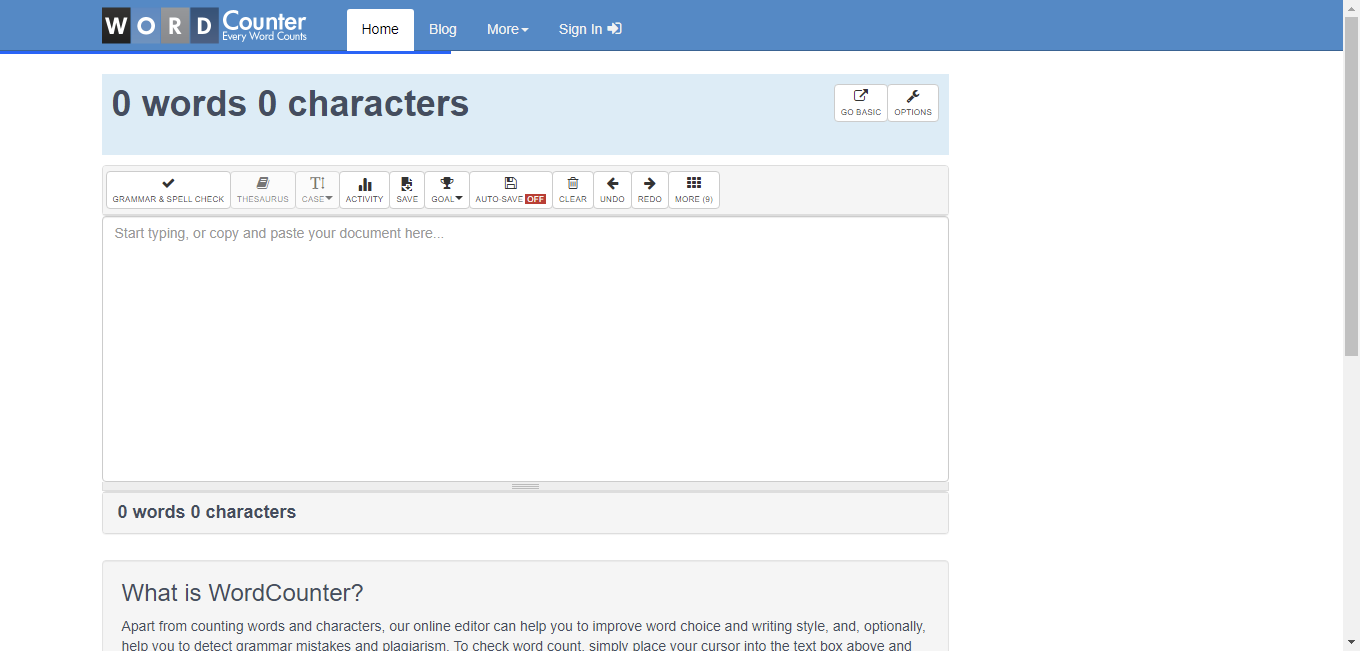 WORD Counter
Every Word Counts
Home
Blog
More
Sign In
0 words 0 characters
GO BASIC
OPTIONS
GRAMMAR & SPELL CHECK
THESAURUS
CASE
ACTIVITY
SAVE
GOAL
AUTO-SAVE OFF
CLEAR
UNDO
REDO
MORE (9)
Start typing, or copy and paste your document here...
0 words 0 characters
What is WordCounter?
Apart from counting words and characters, our online editor can help you to improve word choice and writing style, and, optionally,
help you to detect grammar mistakes and plagiarism. To check word count, simply place your cursor into the text box above and